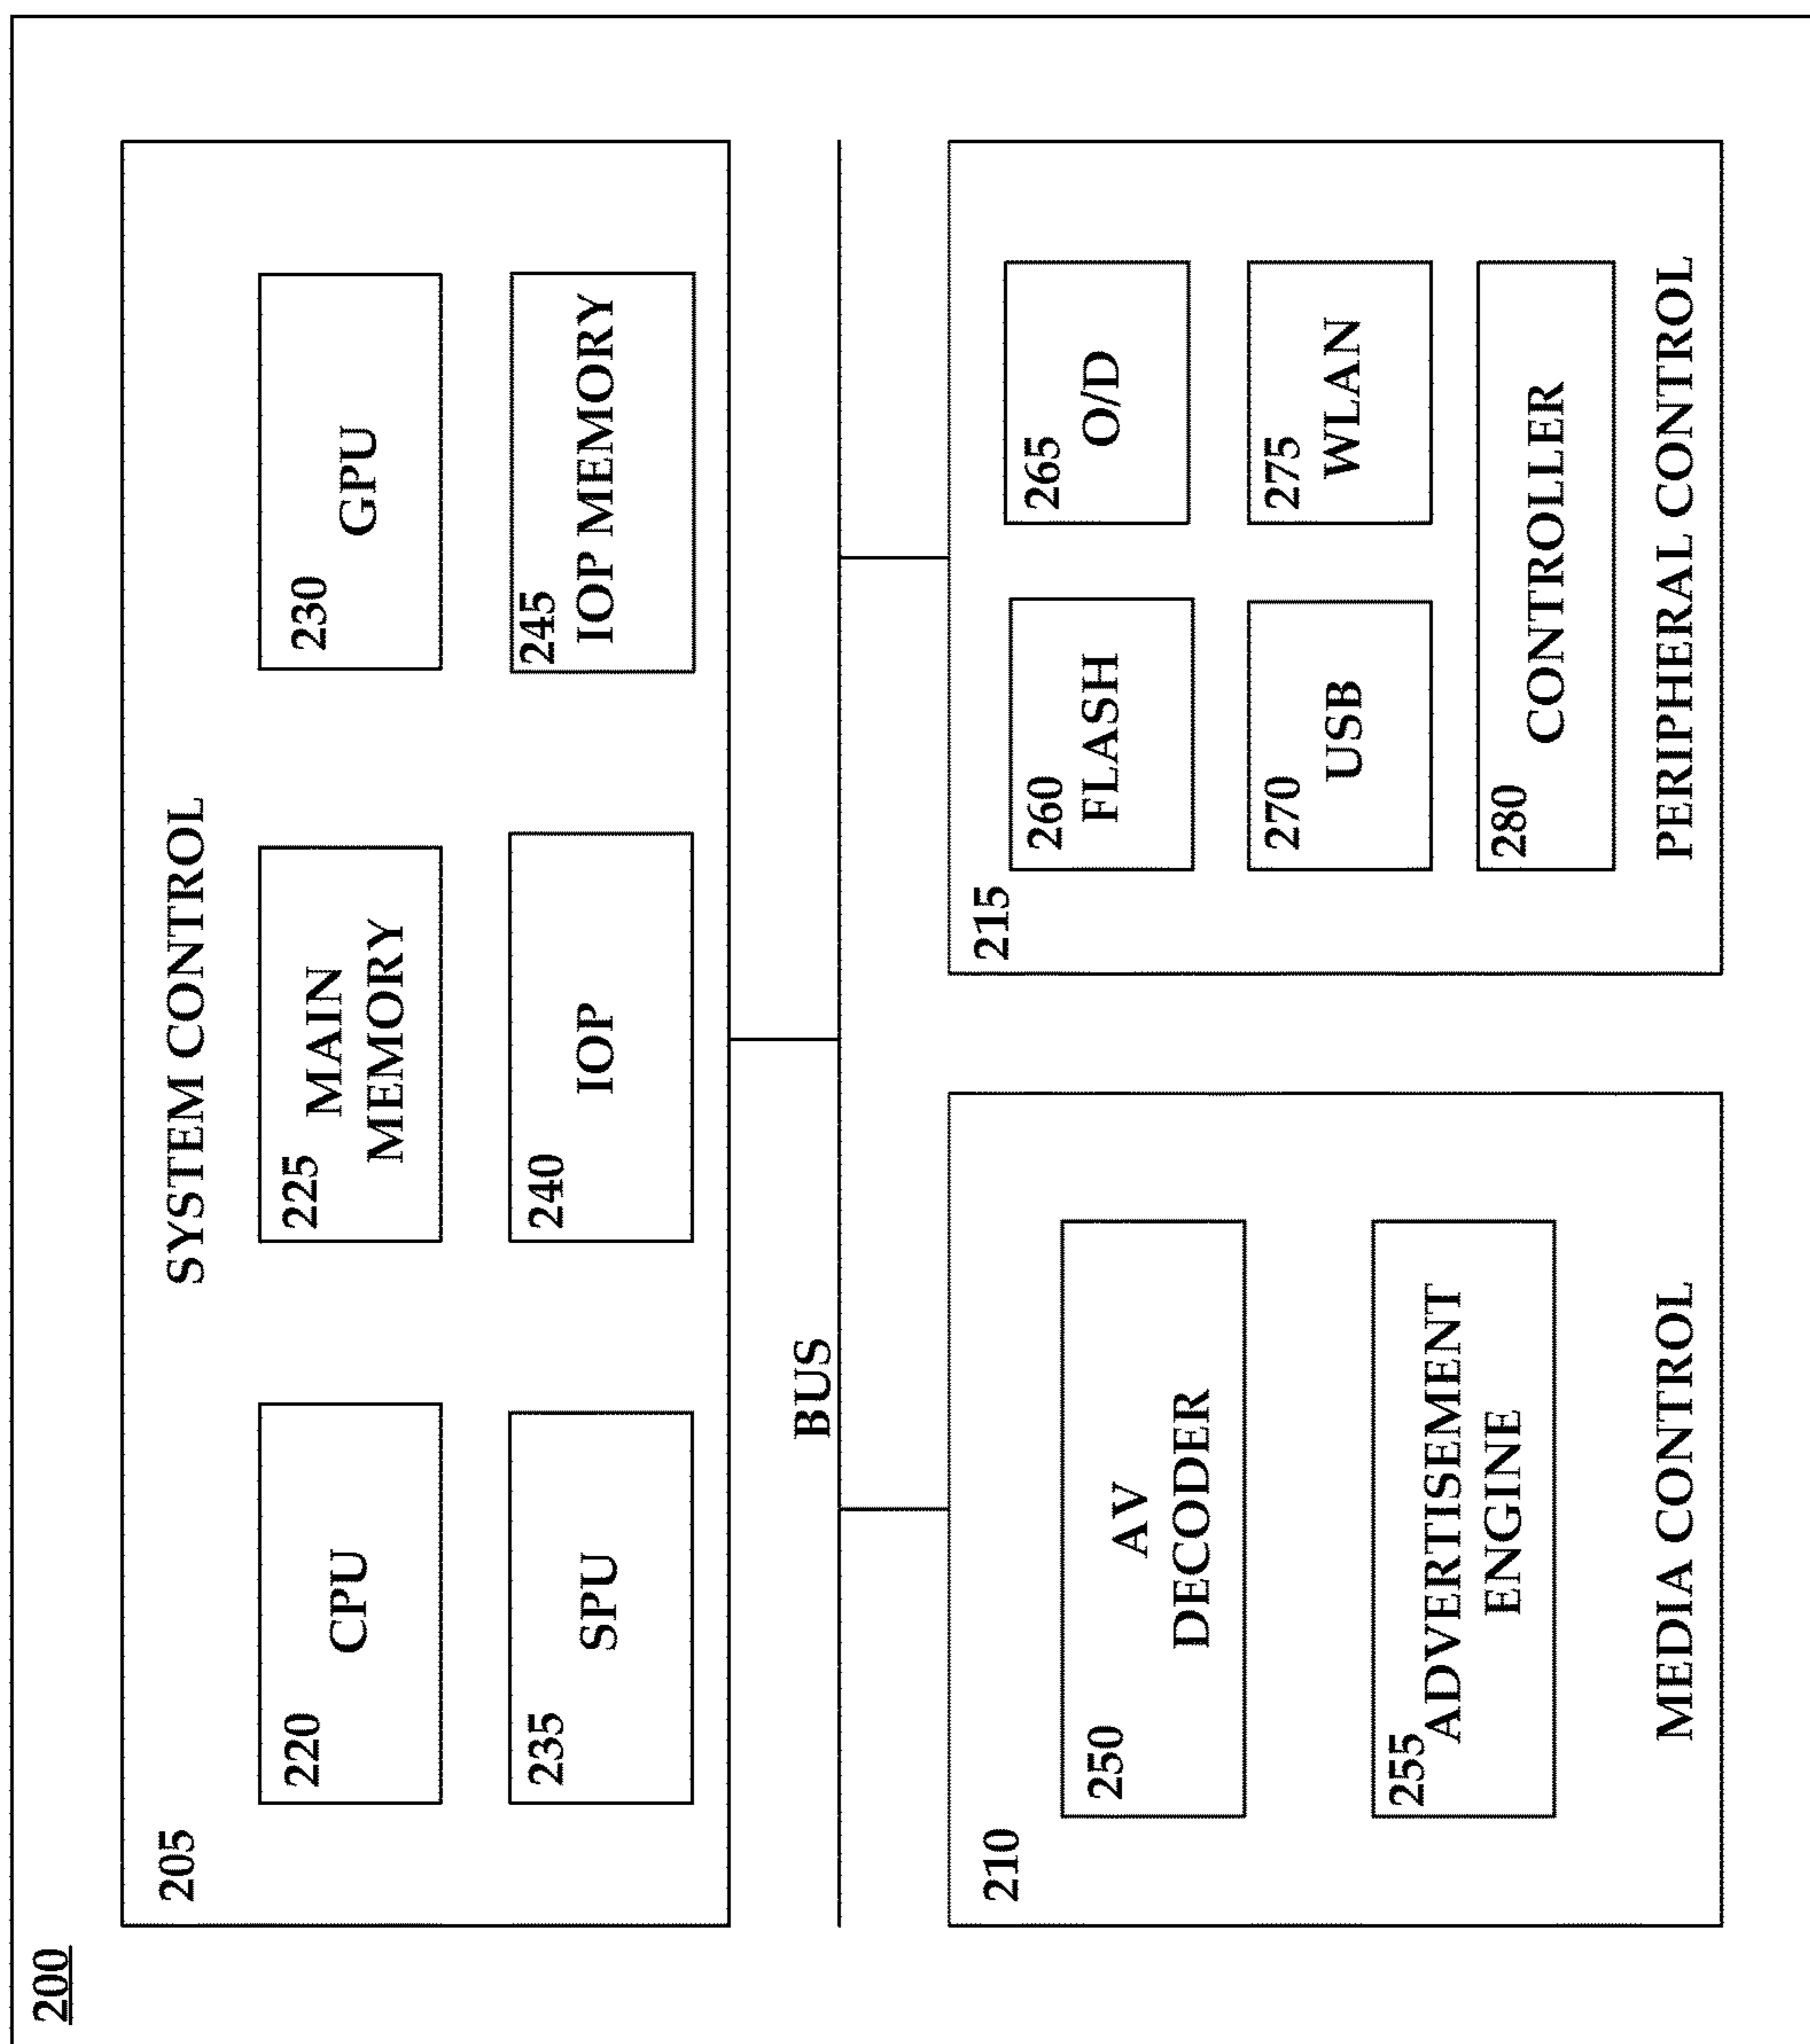 200
205
SYSTEM CONTROL
220
CPU
225
MAIN
MEMORY
230
GPU
235
SPU
240
IOP
245
IOP MEMORY
BUS
210
250
AV
DECODER
255
ADVERTISEMENT
ENGINE
MEDIA CONTROL
215
260
FLASH
265
O/D
270
USB
275
WLAN
280
CONTROLLER
PERIPHERAL CONTROL